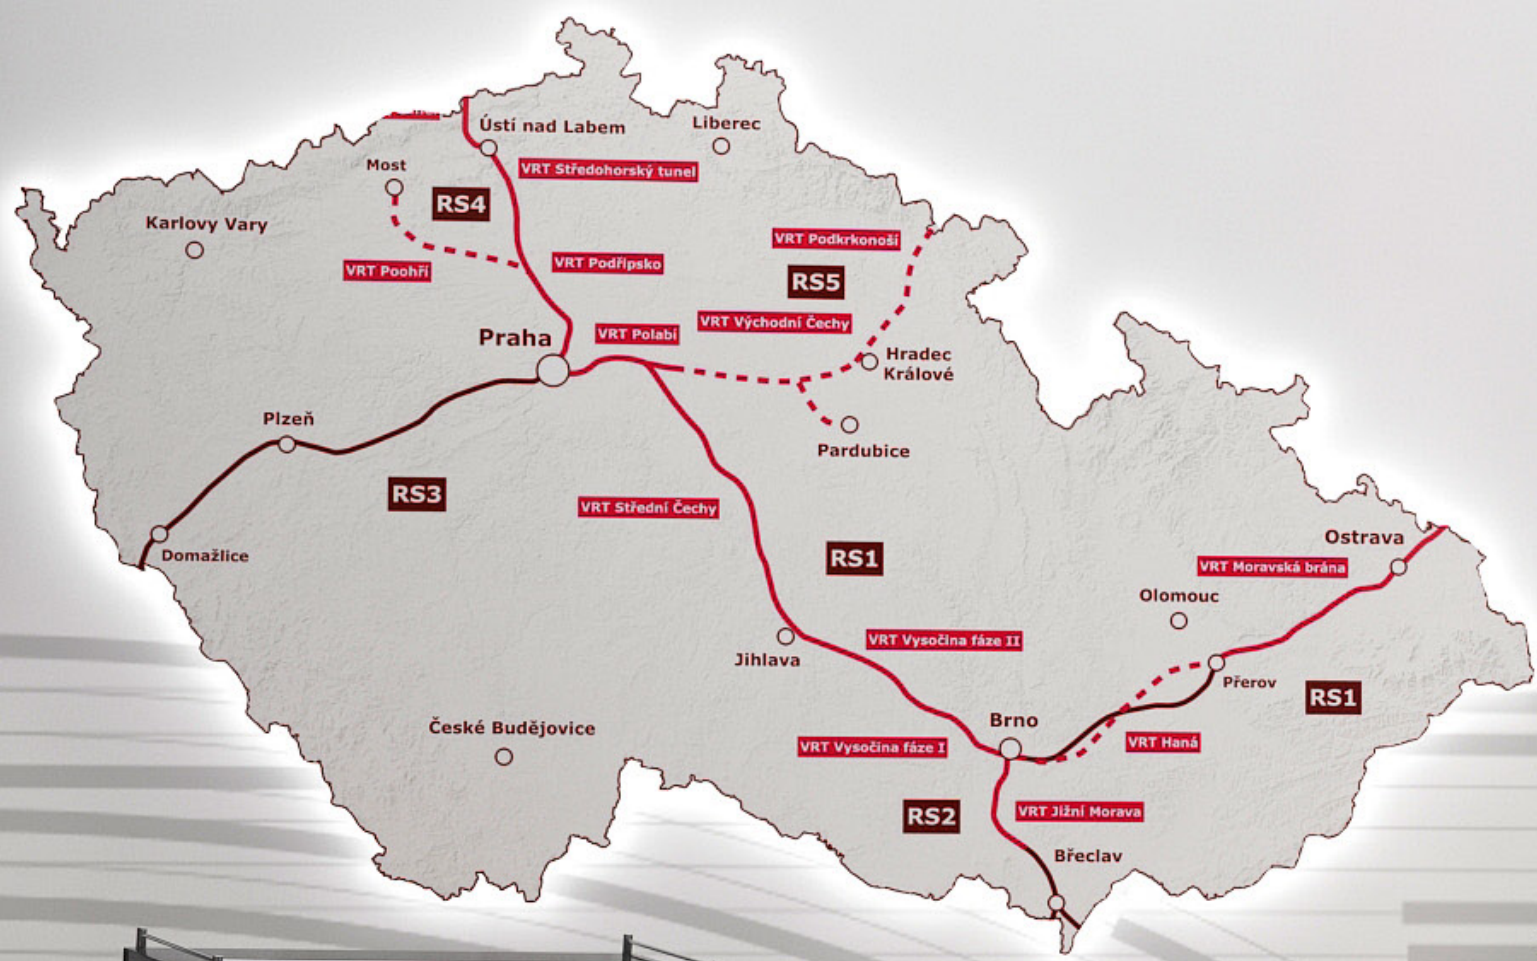 Ústí nad Labem
Liberec
Most
VRT Středohorský tunel
RS4
Karlovy Vary
VRT Podkrkonoší
VRT Poohří
VRT Podřipsko
RS5
VRT Východní Čechy
Praha
VRT Polabí
Hradec
Králové
Plzeň
Pardubice
RS3
VRT Střední Čechy
Ostrava
Domažlice
RS1
VRT Moravská brána
Olomouc
VRT Vysočina fáze II
Jihlava
Přerov
RS1
České Budějovice
Brno
VRT Vysočina fáze I
VRT Haná
RS2
VRT Jižní Morava
Břeclav